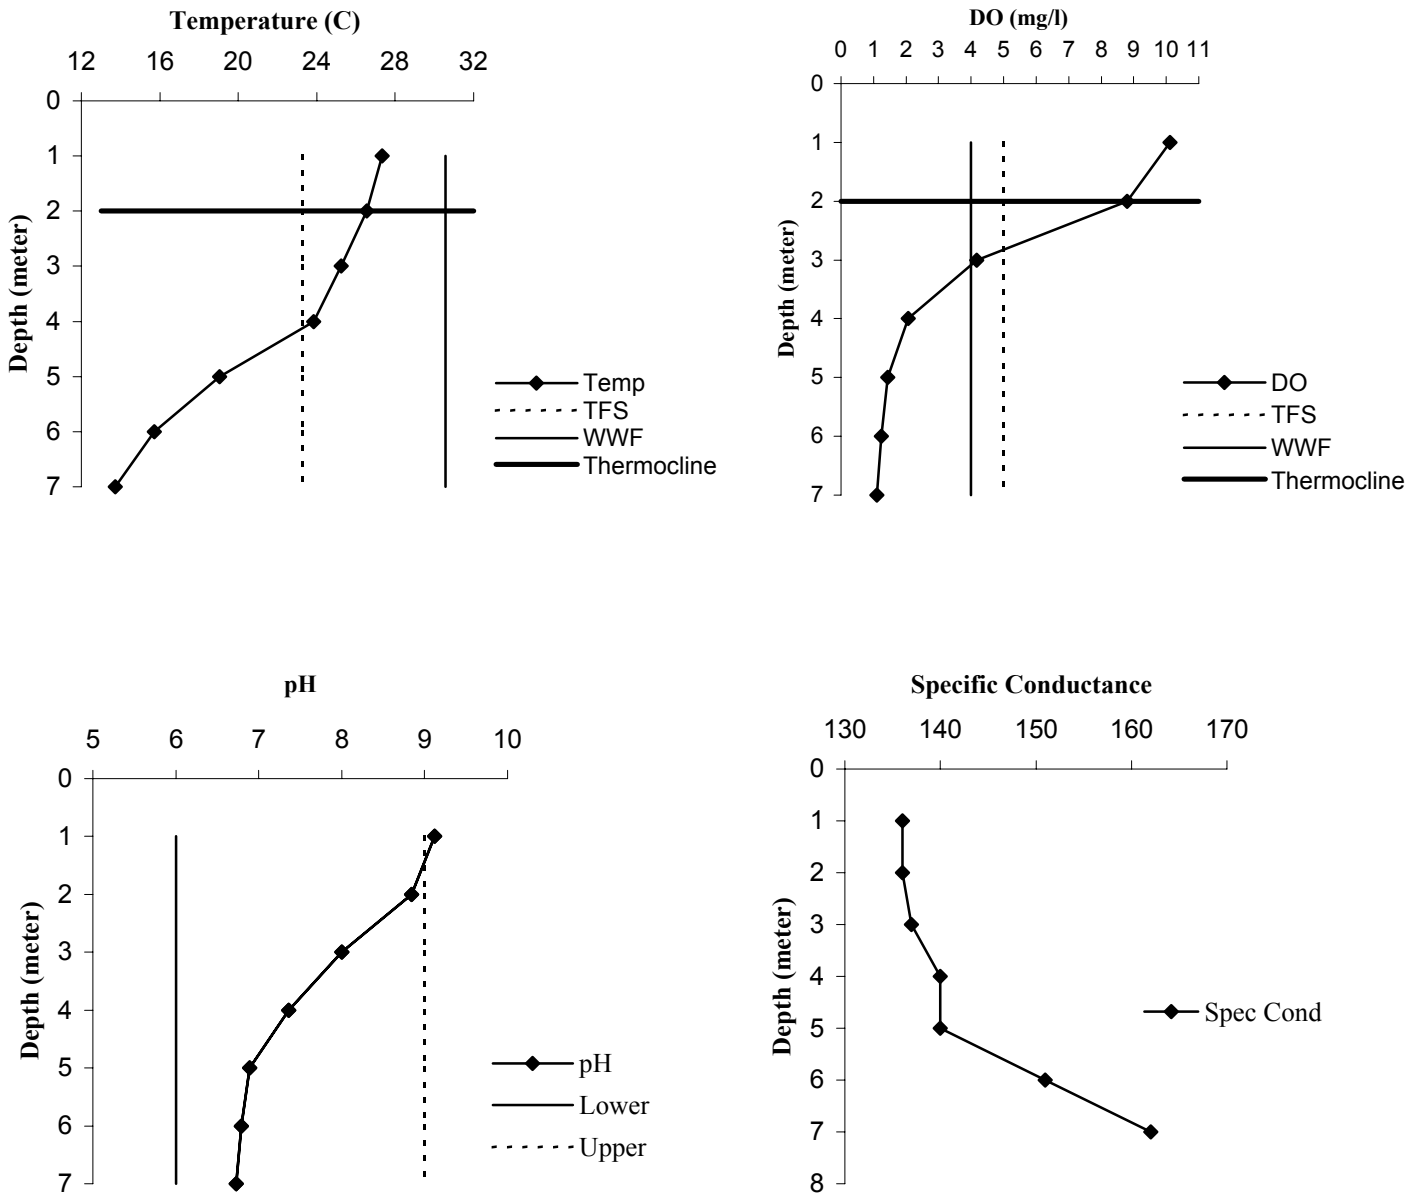 Temperature (C)
12 16 20 24 28 32
0
1
2
3
4
5
6
7
Depth (meter)
Temp
TFS
WWF
Thermocline
DO (mg/l)
0 1 2 3 4 5 6 7 8 9 10 11
0
1
2
3
4
5
6
7
Depth (meter)
DO
TFS
WWF
Thermocline
pH
5 6 7 8 9 10
0
1
2
3
4
5
6
7
Depth (meter)
pH
Lower
Upper
Specific Conductance
130 140 150 160 170
0
1
2
3
4
5
6
7
8
Depth (meter)
Spec Cond